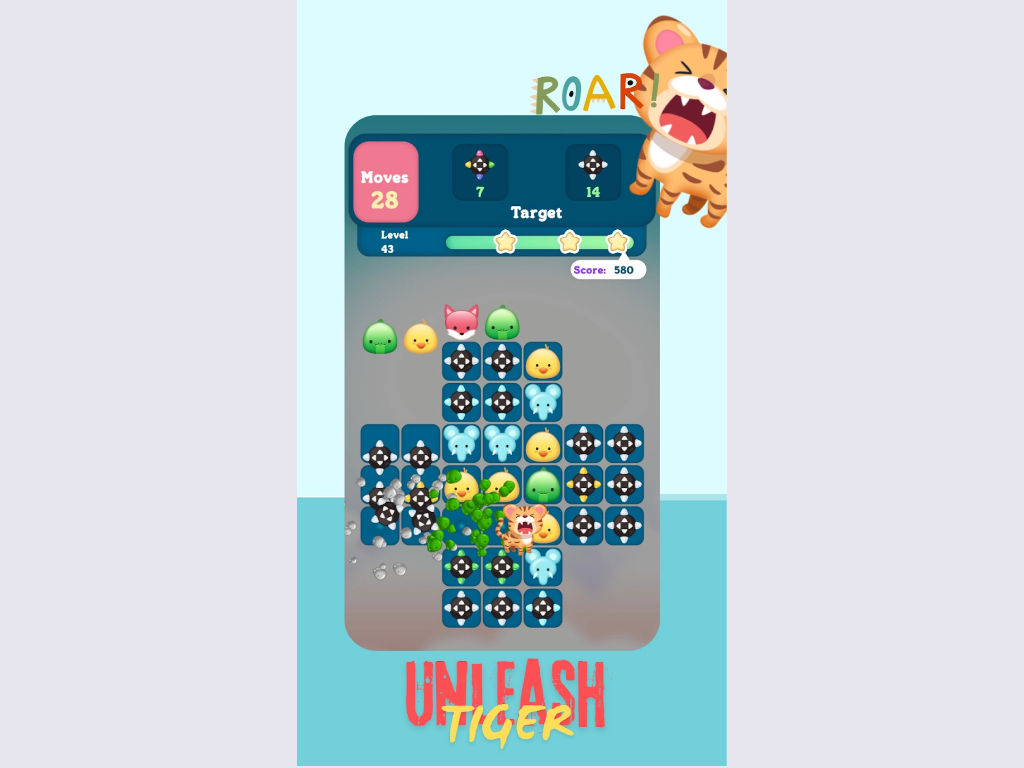 ROAR!
Moves
28
7
14
Target
Level
43
Score: 580
UNLEASH
TIGER